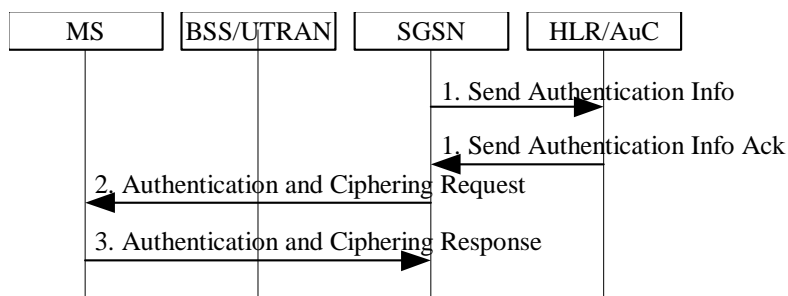 MS BSS/UTRAN SGSN HLR/AuC
1. Send Authentication Info
1. Send Authentication Info Ack
2. Authentication and Ciphering Request
3. Authentication and Ciphering Response